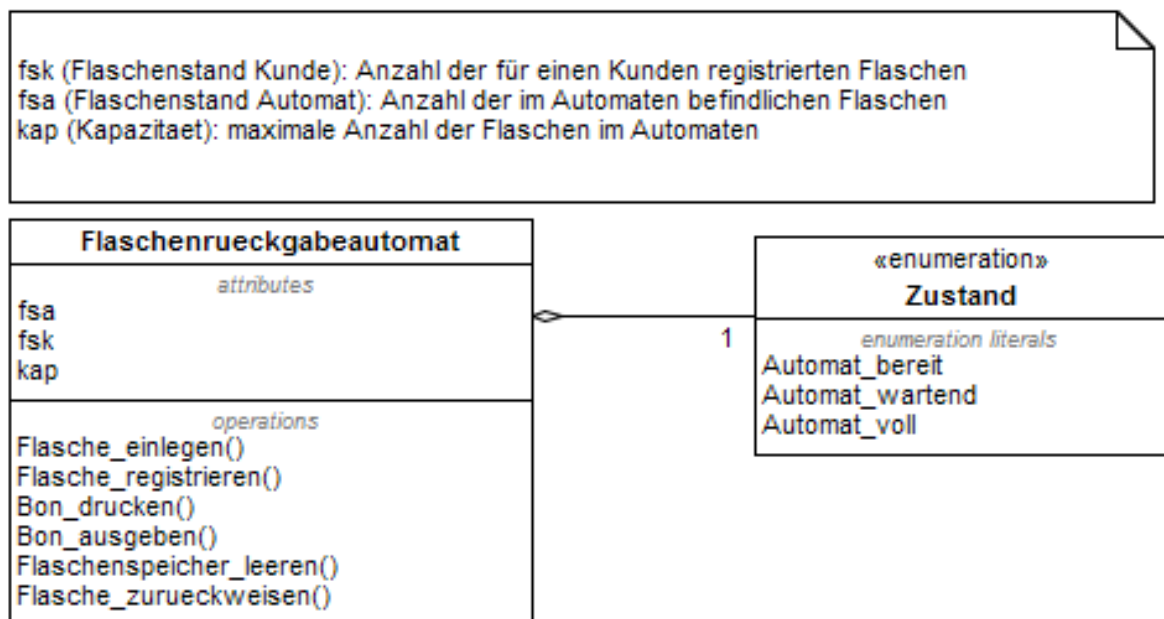 fsk (Flaschenstand Kunde): Anzahl der für einen Kunden registrierten Flaschen
fsa (Flaschenstand Automat): Anzahl der im Automaten befindlichen Flaschen
kap (Kapazitaet): maximale Anzahl der Flaschen im Automaten
Flaschenrueckgabeautomat
attributes
fsa
fsk
kap
operations
Flasche_einlegen()
Flasche_registrieren()
Bon_drucken()
Bon_ausgeben()
Flaschenspeicher_leeren()
Flasche_zurueckweisen()
1
«enumeration»
Zustand
enumeration literals
Automat_bereit
Automat_wartend
Automat_voll